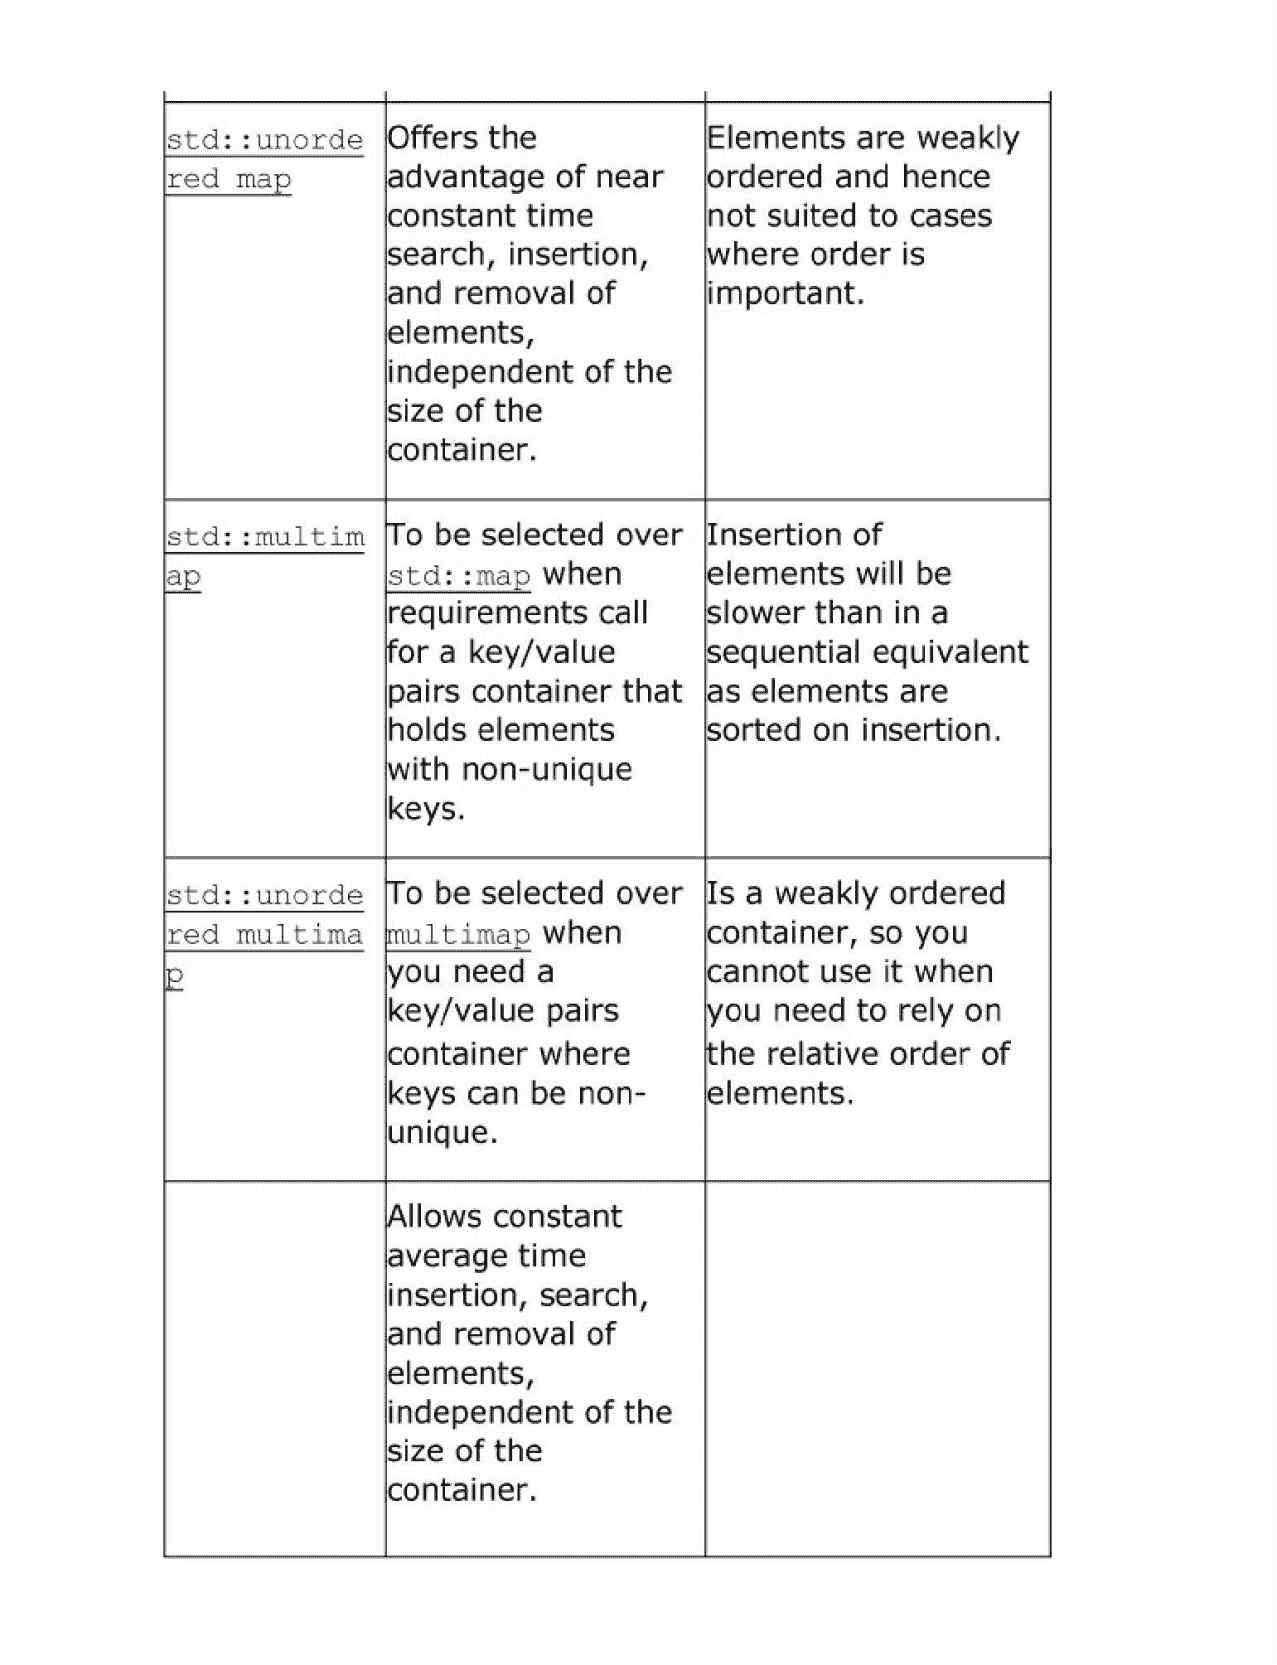 std::unorde
red map
Offers the
advantage of near
constant time
search, insertion,
and removal of
elements,
independent of the
size of the
container.
Elements are weakly
ordered and hence
not suited to cases
where order is
important.
std::multim
ap
To be selected over
std::map when
requirements call
for a key/value
pairs container that
holds elements
with non-unique
keys.
Insertion of
elements will be
slower than in a
sequential equivalent
as elements are
sorted on insertion.
std::unorde
red multima
p
To be selected over
multimap when
you need a
key/value pairs
container where
keys can be non-
unique.
Is a weakly ordered
container, so you
cannot use it when
you need to rely on
the relative order of
elements.
Allows constant
average time
insertion, search,
and removal of
elements,
independent of the
size of the
container.